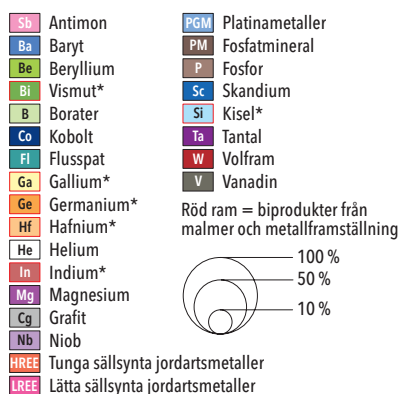 Sb Antimon
Ba Baryt
Be Beryllium
Bi Vismut*
B Borater
Co Kobolt
Fl Flusspat
Ga Gallium*
Ge Germanium*
Hf Hafnium*
He Helium
In Indium*
Mg Magnesium
Cg Grafit
Nb Niob
HREE Tunga sällsynta jordartsmetaller
LREE Lätta sällsynta jordartsmetaller
PGM Platinametaller
PM Fosfatmineral
P Fosfor
Sc Skandium
Si Kisel*
Ta Tantal
W Volfram
V Vanadin
Röd ram = biprodukter från
malmer och metallframställning
100 %
50 %
10 %